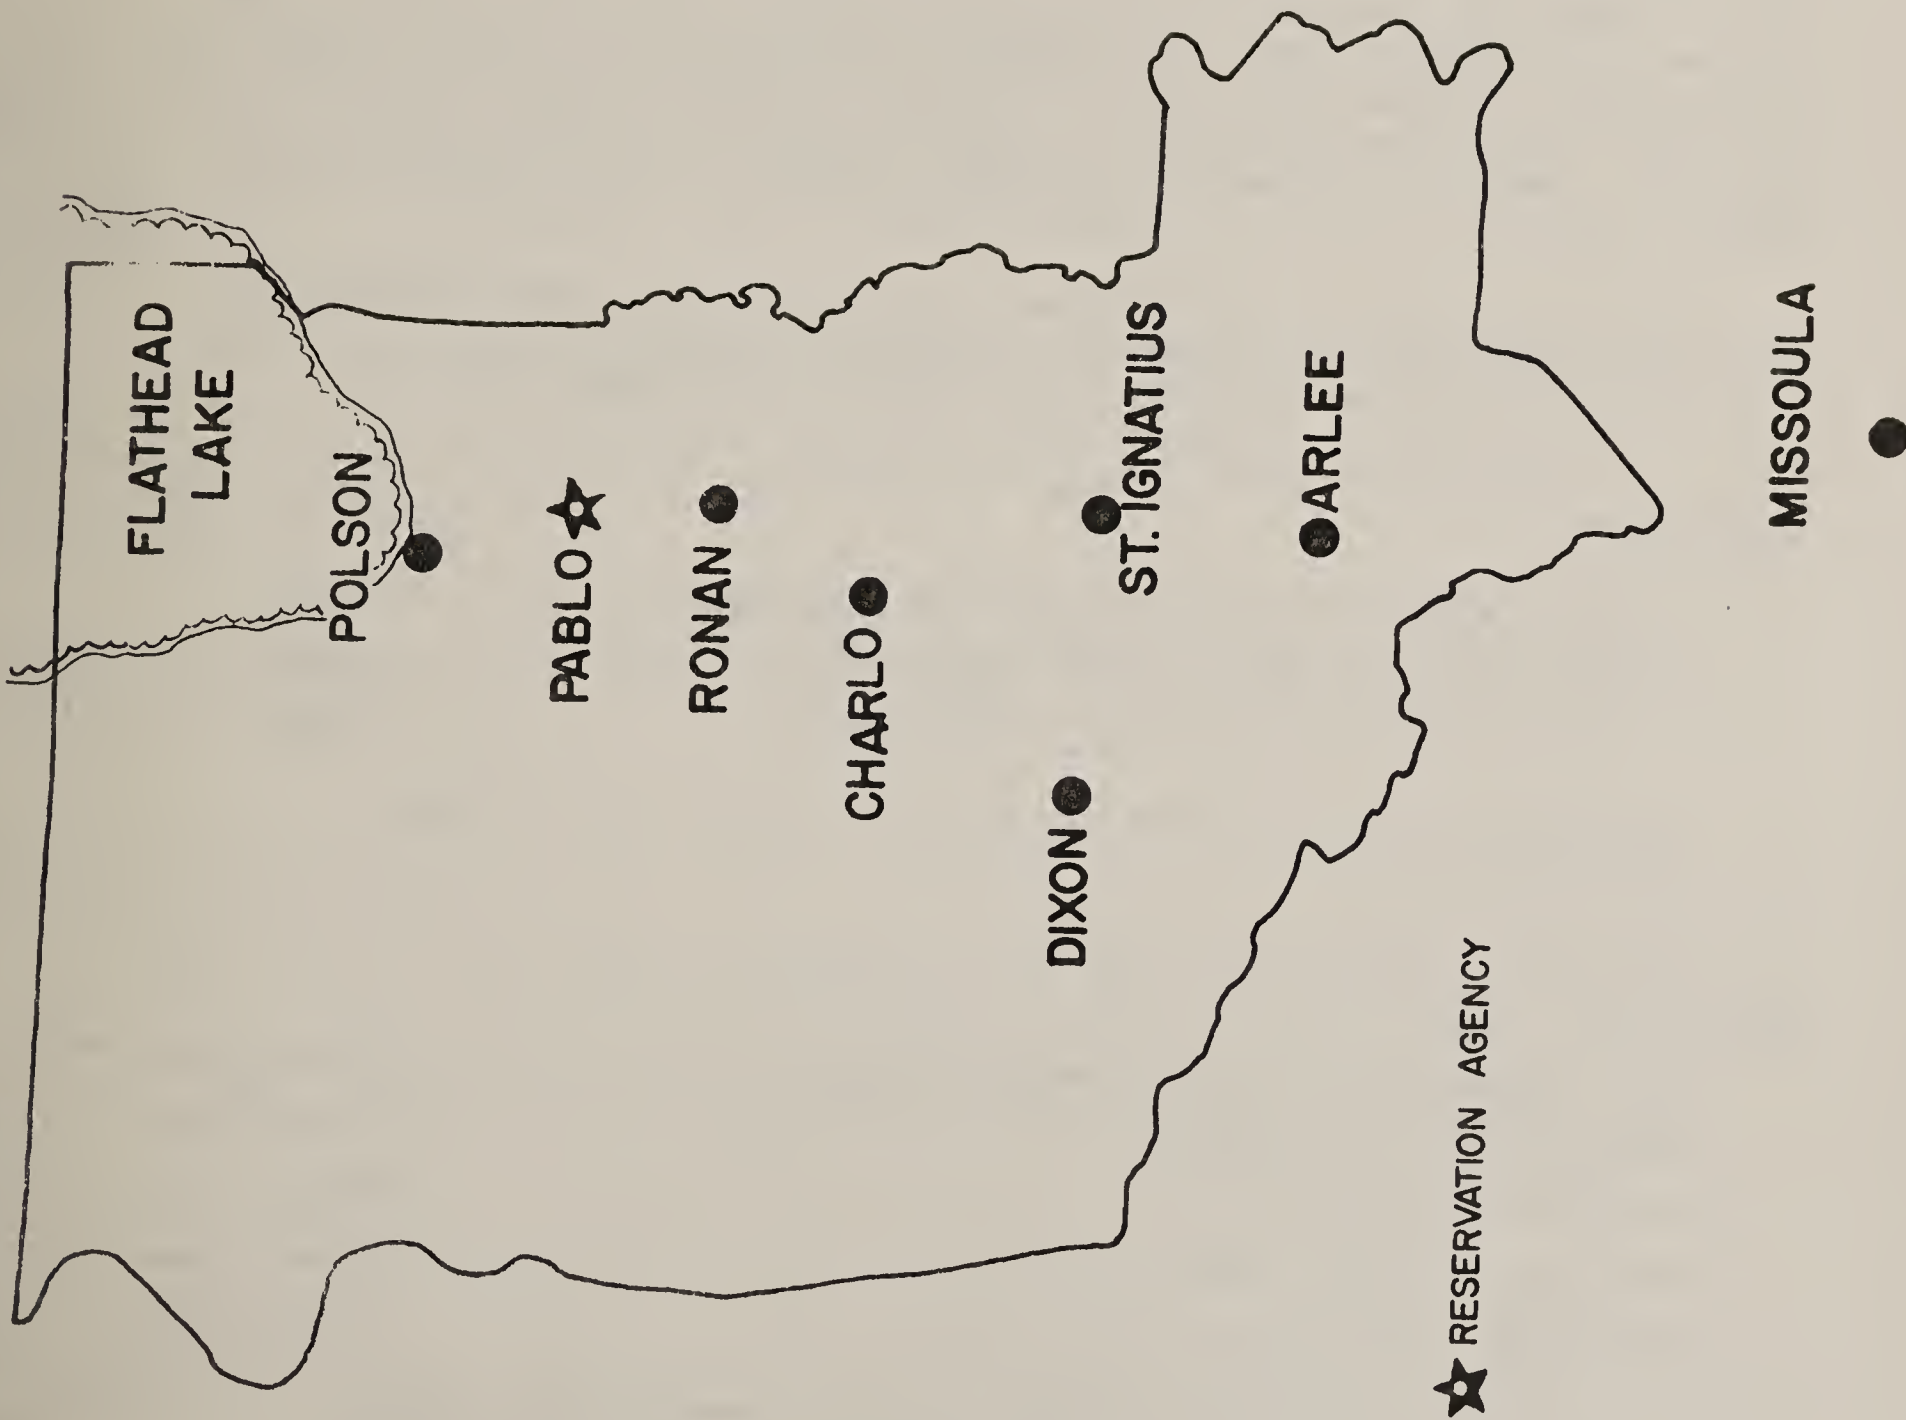 FLATHEAD
LAKE
POLSON
PABLO
RONAN
CHARLO
DIXON
ST. IGNATIUS
ARLEE
RESERVATION AGENCY
MISSOULA